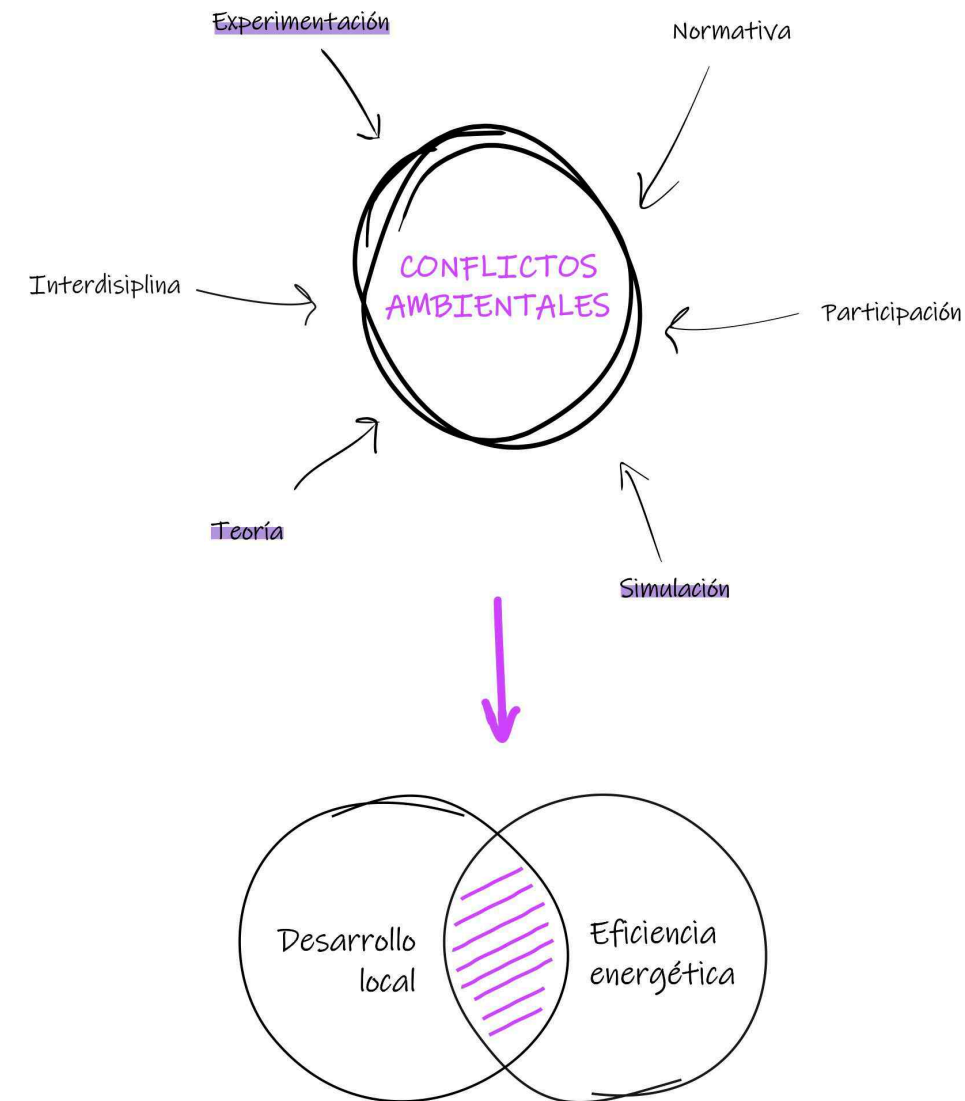 Experimentación
Normativa
CONFLICTOS
AMBIENTALES
Interdisiplina
Participación
Teoría
Simulación
Desarrollo
local
Eficiencia
energética